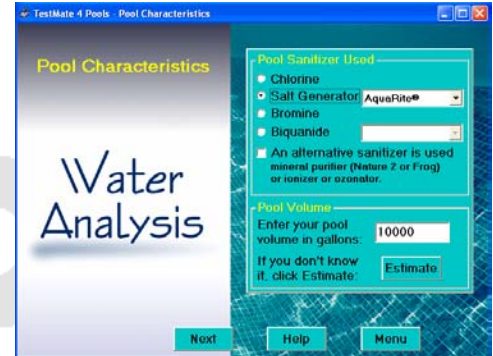 TestMate 4 Pools - Pool Characteristics
Pool Characteristics
Water
Analysis
Pool Sanitizer Used
Chlorine
Salt Generator AquaRite®
Bromine
Biquanide
An alternative sanitizer is used
mineral purifier (Nature 2 or Frog)
or ionizer or ozonator.
Pool Volume
Enter your pool
volume in gallons: 10000
If you don't know
it, click Estimate: Estimate
Next Help Menu